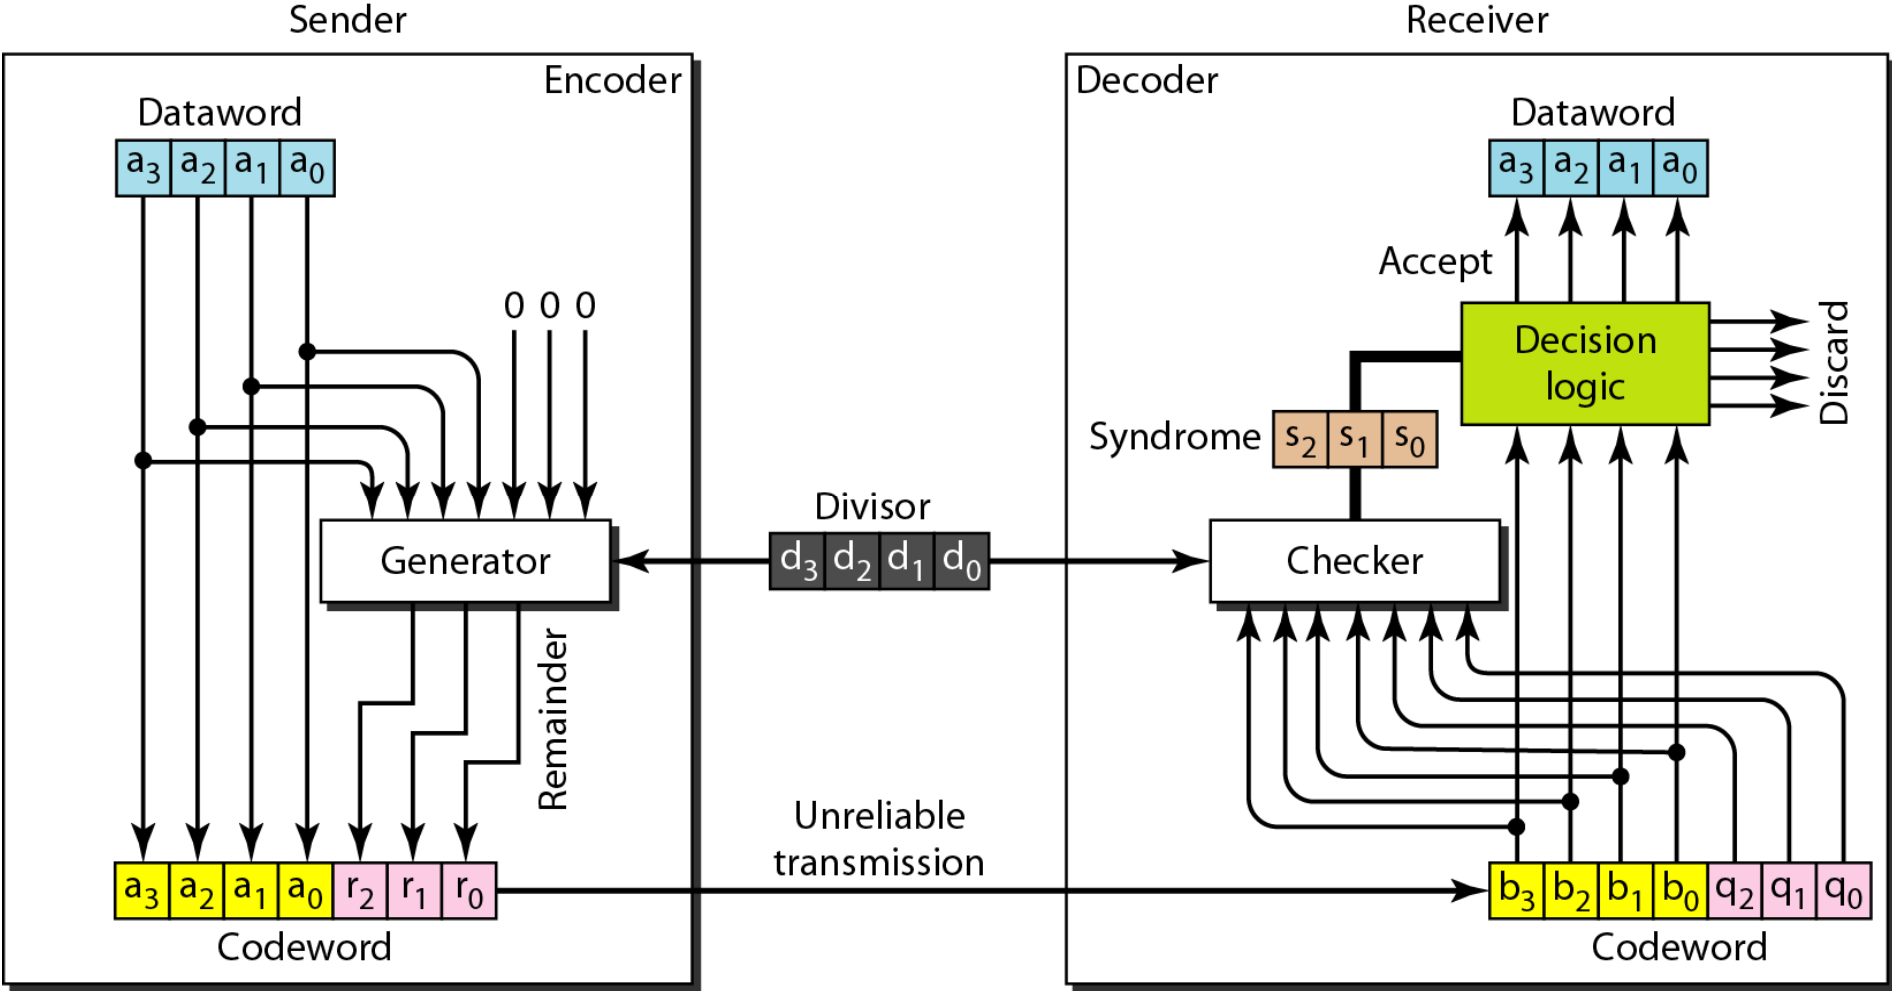 Sender
Encoder
Dataword
a3 a2 a1 a0
0 0 0
Generator
Remainder
a3 a2 a1 a0 r2 r1 r0
Codeword
Divisor
d3 d2 d1 d0
Unreliable
transmission
Receiver
Decoder
Dataword
a3 a2 a1 a0
Accept
Decision
logic
Discard
Syndrome
s2 s1 s0
Checker
b3 b2 b1 b0 q2 q1 q0
Codeword